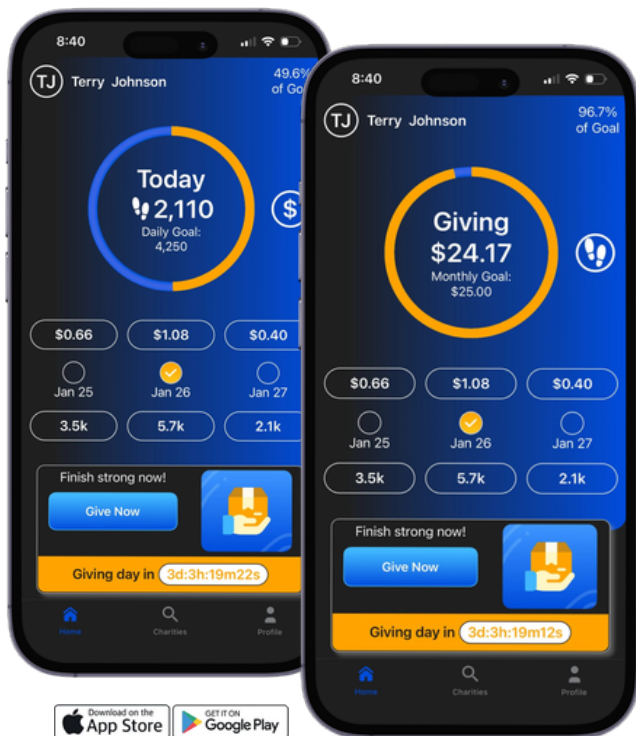 8:40
TJ Terry Johnson
49.6%
of Go
Today
2,110
Daily Goal:
4,250
$
$0.66 $1.08 $0.40
Jan 25 Jan 26 Jan 27
3.5k 5.7k 2.1k
Finish strong now!
Give Now
Giving day in 3d:3h:19m22s
Home Charities Profile
8:40
TJ Terry Johnson
96.7%
of Goal
Giving
$24.17
Monthly Goal:
$25.00
$0.66 $1.08 $0.40
Jan 25 Jan 26 Jan 27
3.5k 5.7k 2.1k
Finish strong now!
Give Now
Giving day in 3d:3h:19m12s
Home Charities Profile
Download on the
App Store
GET IT ON
Google Play